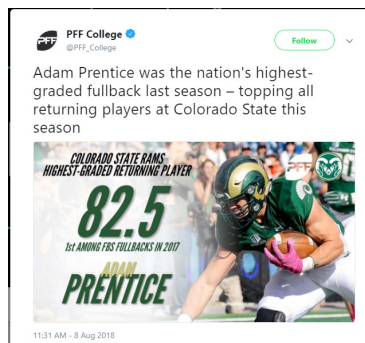 PFF College
@PFF_College
Follow
Adam Prentice was the nation's highest-
graded fullback last season – topping all
returning players at Colorado State this
season
COLORADO STATE RAMS
HIGHEST-GRADED RETURNING PLAYER
82.5
1st AMONG FBS FULLBACKS IN 2017
ADAM
PRENTICE
PFF
11:31 AM - 8 Aug 2018